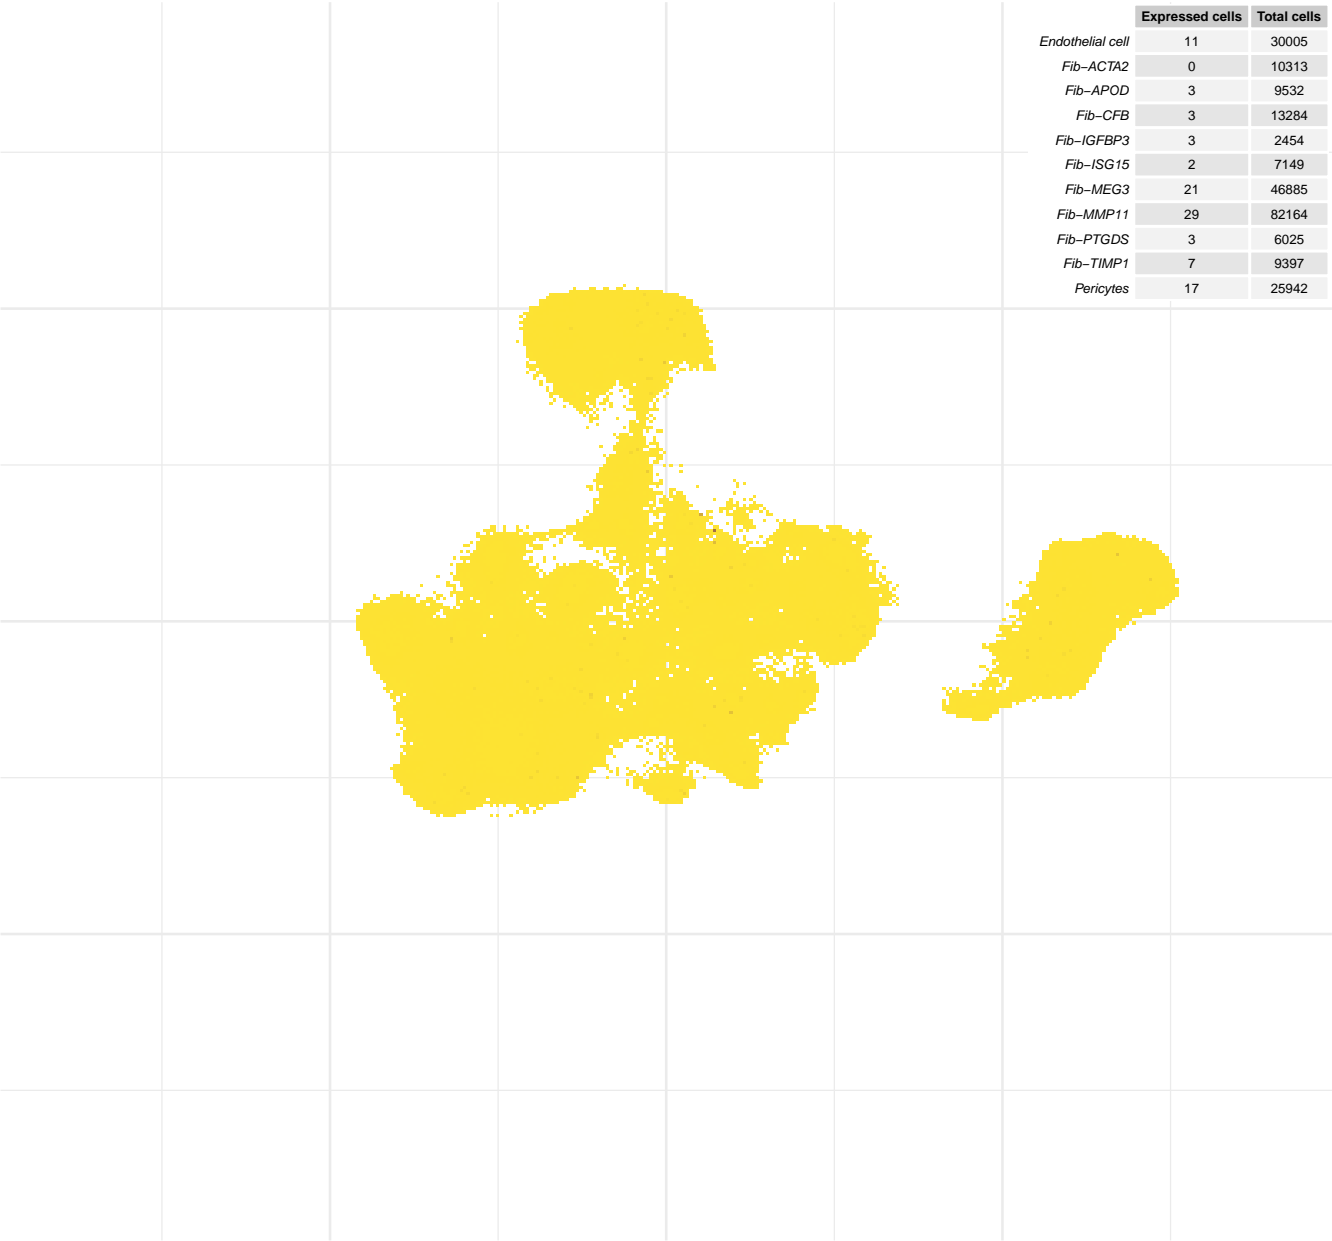 Expressed cells Total cells
Endothelial cell 11 30005
Fib−ACTA2 0 10313
Fib−APOD 3 9532
Fib−CFB 3 13284
Fib−IGFBP3 3 2454
Fib−ISG15 2 7149
Fib−MEG3 21 46885
Fib−MMP11 29 82164
Fib−PTGDS 3 6025
Fib−TIMP1 7 9397
Pericytes 17 25942